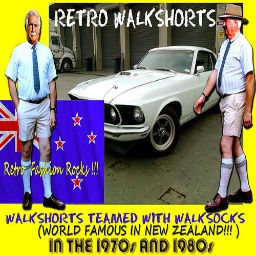 RETRO WALKSHORTS
Retro Fashion Rocks !!!
WALKSHORTS TEAMED WITH WALKSOCKS
(WORLD FAMOUS IN NEW ZEALAND!!! )
IN THE 1970s AND 1980s